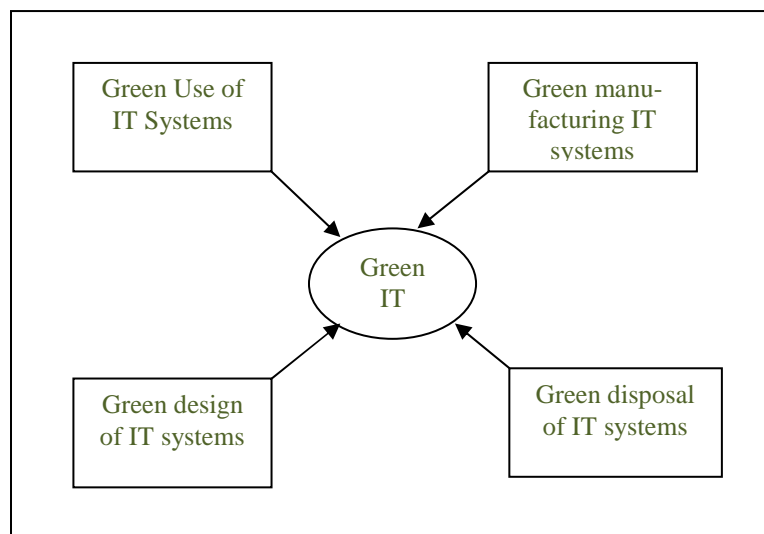 Green Use of
IT Systems
Green manu-
facturing IT
systems
Green
IT
Green design
of IT systems
Green disposal
of IT systems